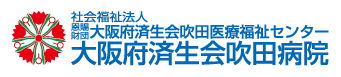 社会福祉法人
恩賜財団大阪府済生会吹田医療福祉センター
大阪府済生会吹田病院